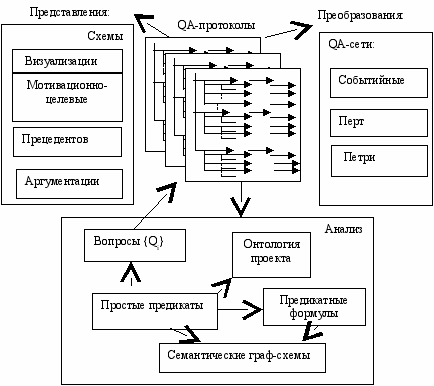 Представления:
QA-протоколы
Преобразования:
Схемы
Визуализации
Мотивационно-
целевые
Прецедентов
Аргументации
QA-сети:
Событийные
Перт
Петри
Анализ
Вопросы {Qi}
Онтология
проекта
Простые предикаты
Предикатные
формулы
Семантические граф-схемы